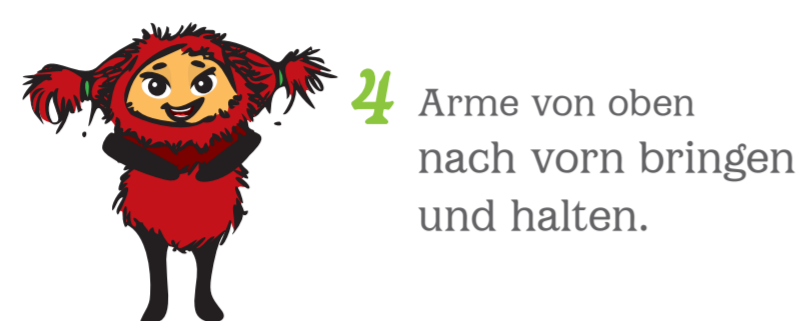 4 Arme von oben
nach vorn bringen
und halten.